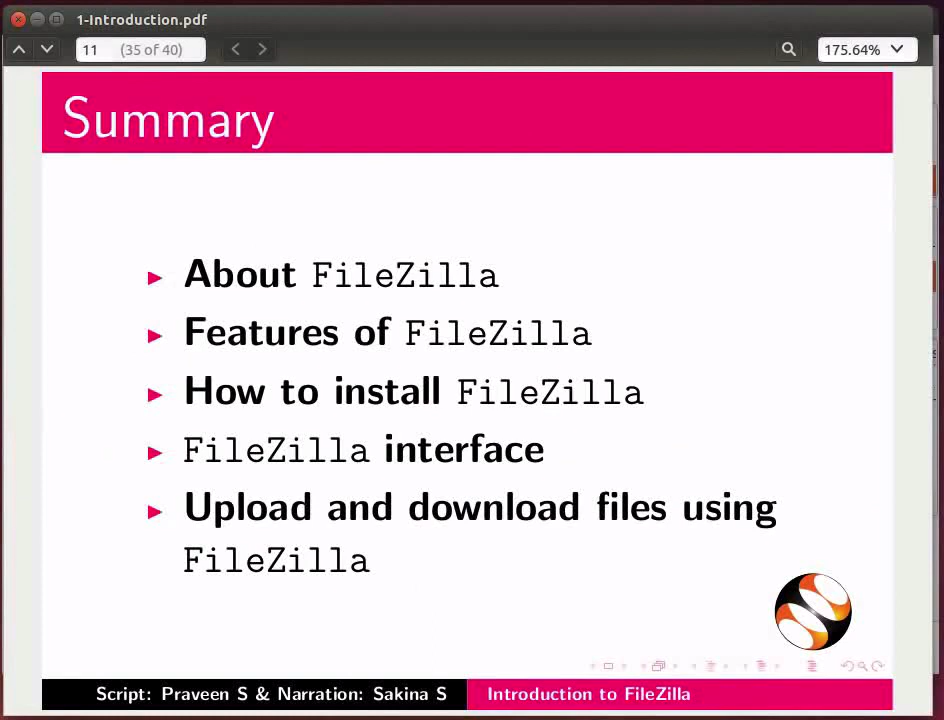 1-Introduction.pdf
11 (35 of 40) 175.64%
Summary
About FileZilla
Features of FileZilla
How to install FileZilla
FileZilla interface
Upload and download files using
FileZilla
Script: Praveen S & Narration: Sakina S Introduction to FileZilla